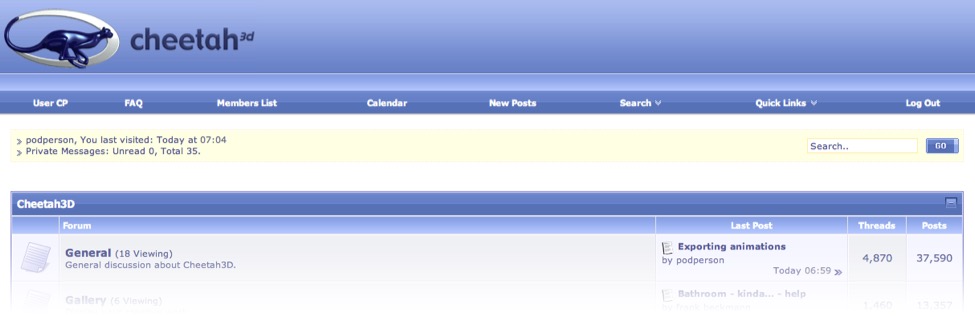 cheetah3d
User CP FAQ Members List Calendar New Posts Search Quick Links Log Out
» podperson, You last visited: Today at 07:04
» Private Messages: Unread 0, Total 35.
Search.. GO
Cheetah3D
Forum Last Post Threads Posts
General (18 Viewing)
General discussion about Cheetah3D.
Exporting animations
by podperson
Today 06:59 »
4,870 37,590
Gallery (6 Viewing)
Bathroom - kinda... - help
1,460 13,357